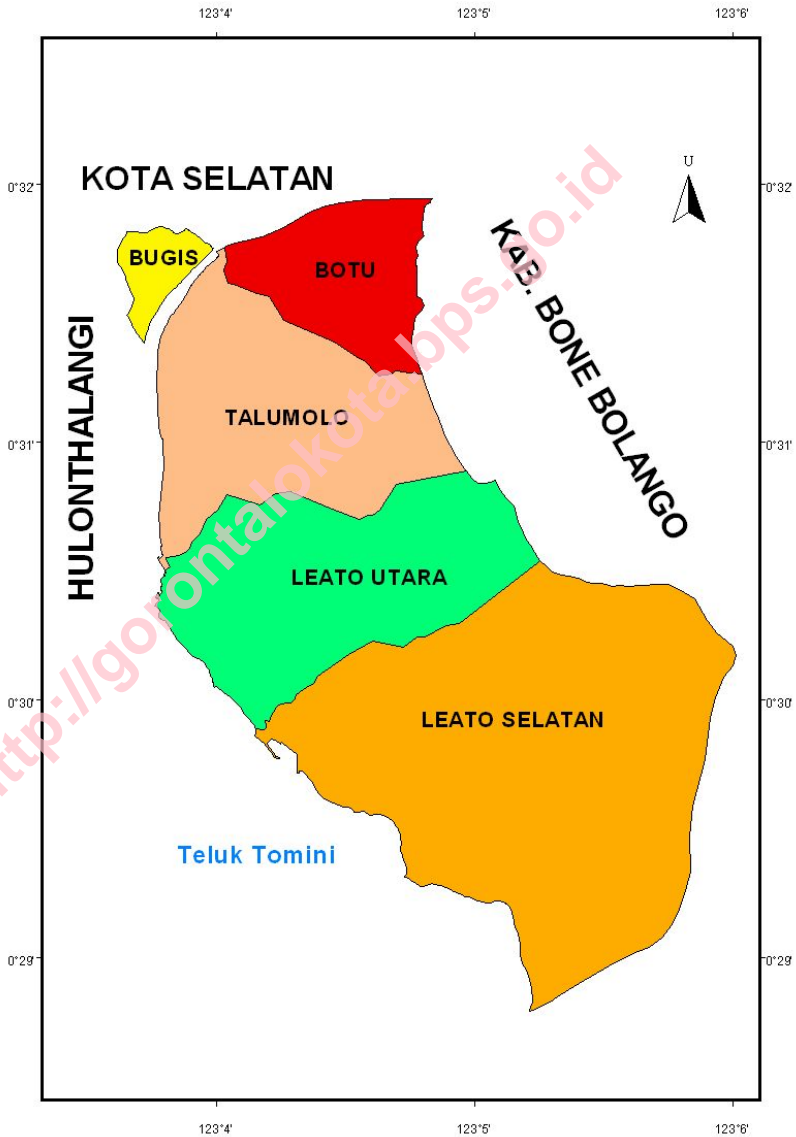 123°4'
123°5'
123°6'
U
0°32'
0°32'
KOTA SELATAN
BUGIS
BOTU
KAB. BONE BOLANGO
HULONTHALANGI
TALUMOLO
0°31'
0°31'
LEATO UTARA
0°30'
0°30'
LEATO SELATAN
Teluk Tomini
0°29'
0°29'
123°4'
123°5'
123°6'
http://gorontalokota.bps.go.id